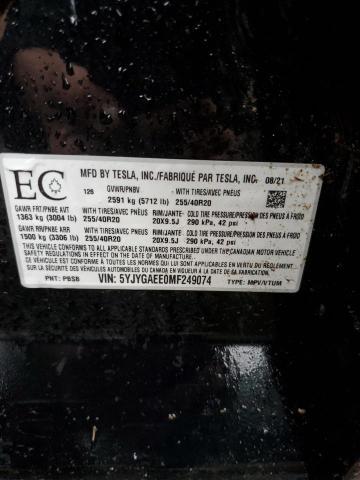 EC
MFD BY TESLA, INC./FABRIQUÉ PAR TESLA, INC. 08/21
126 GVWR/PNBV - WITH TIRES/AVEC PNEUS
2591 kg (5712 lb) 255/40R20
GAWR FRT/PNBE AVT - WITH TIRES/AVEC PNEUS RIM/JANTE- COLD TIRE PRESSURE/PRESSION DES PNEUS À FROID
1363 kg (3004 lb) 255/40R20 20X9.5J 290 kPa, 42 psi
GAWR RR/PNBE ARR - WITH TIRES/AVEC PNEUS RIM/JANTE- COLD TIRE PRESSURE/PRESSION DES PNEUS À FROID
1500 kg (3306 lb) 255/40R20 20X9.5J 290 kPa, 42 psi
THIS VEHICLE CONFORMS TO ALL APPLICABLE STANDARDS PRESCRIBED UNDER THE CANADIAN MOTOR VEHICLE
SAFETY REGULATIONS IN EFFECT ON THE DATE OF MANUFACTURE/CE VÉHICULE EST CONFORME À
TOUTES LES NORMES QUI LUI SONT APPLICABLES EN VERTU DU RÈGLEMENT SUR LA SÉCURITÉ
DES VÉHICULES AUTOMOBILES DU CANADA EN VIGUEUR À LA DATE DE SA FABRICATION.
PNT: PBSB VIN: 5YJYGAEE0MF249074 TYPE: MPV/VTUM